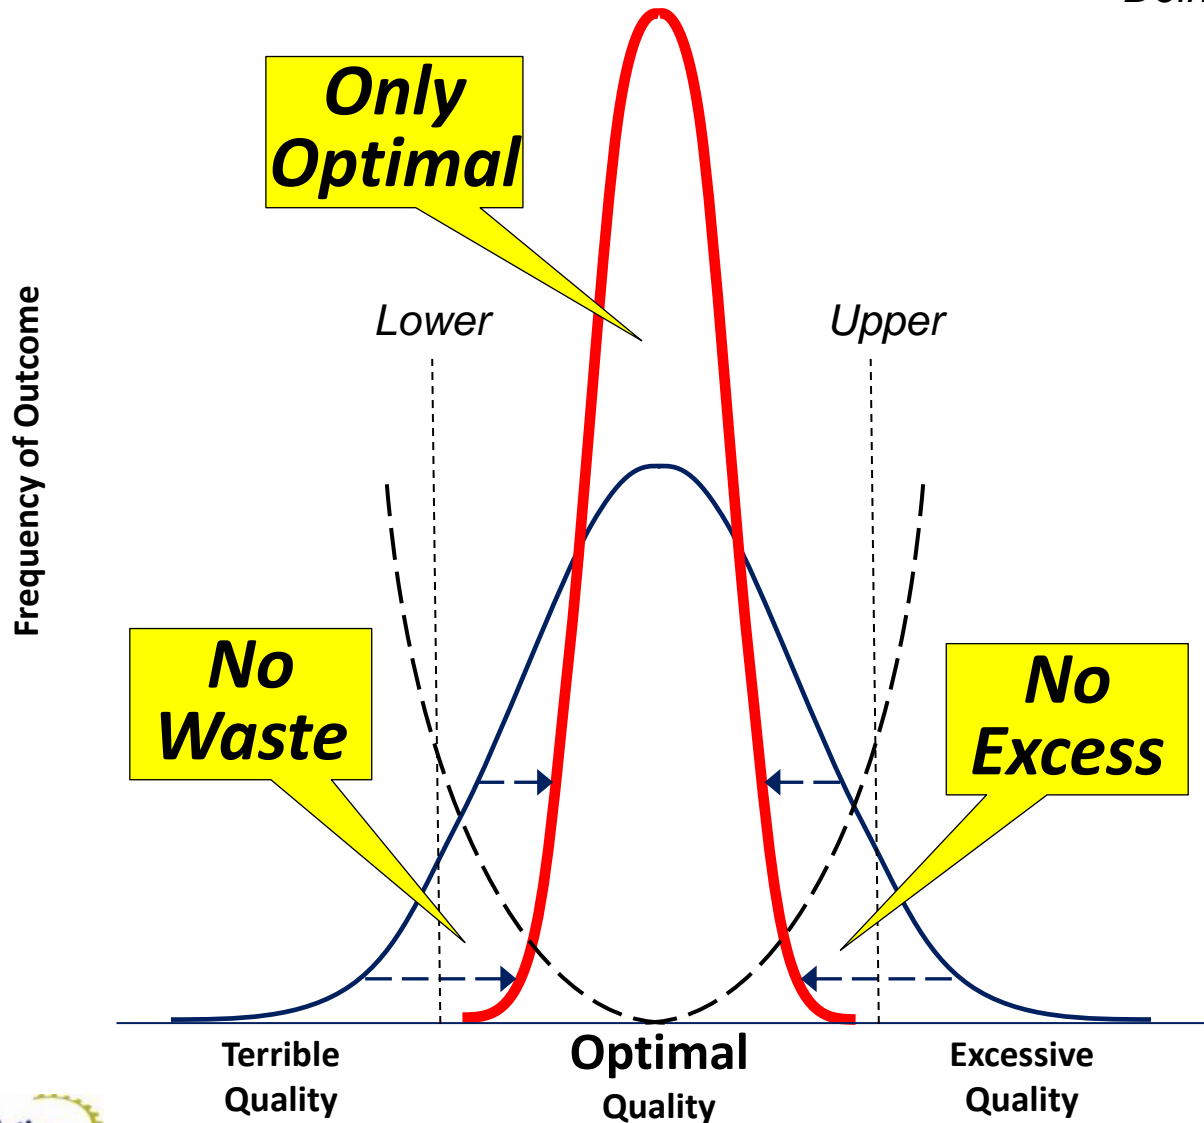 Only
Optimal
Lower
Upper
Frequency of Outcome
No
Waste
No
Excess
Terrible
Quality
Optimal
Quality
Excessive
Quality